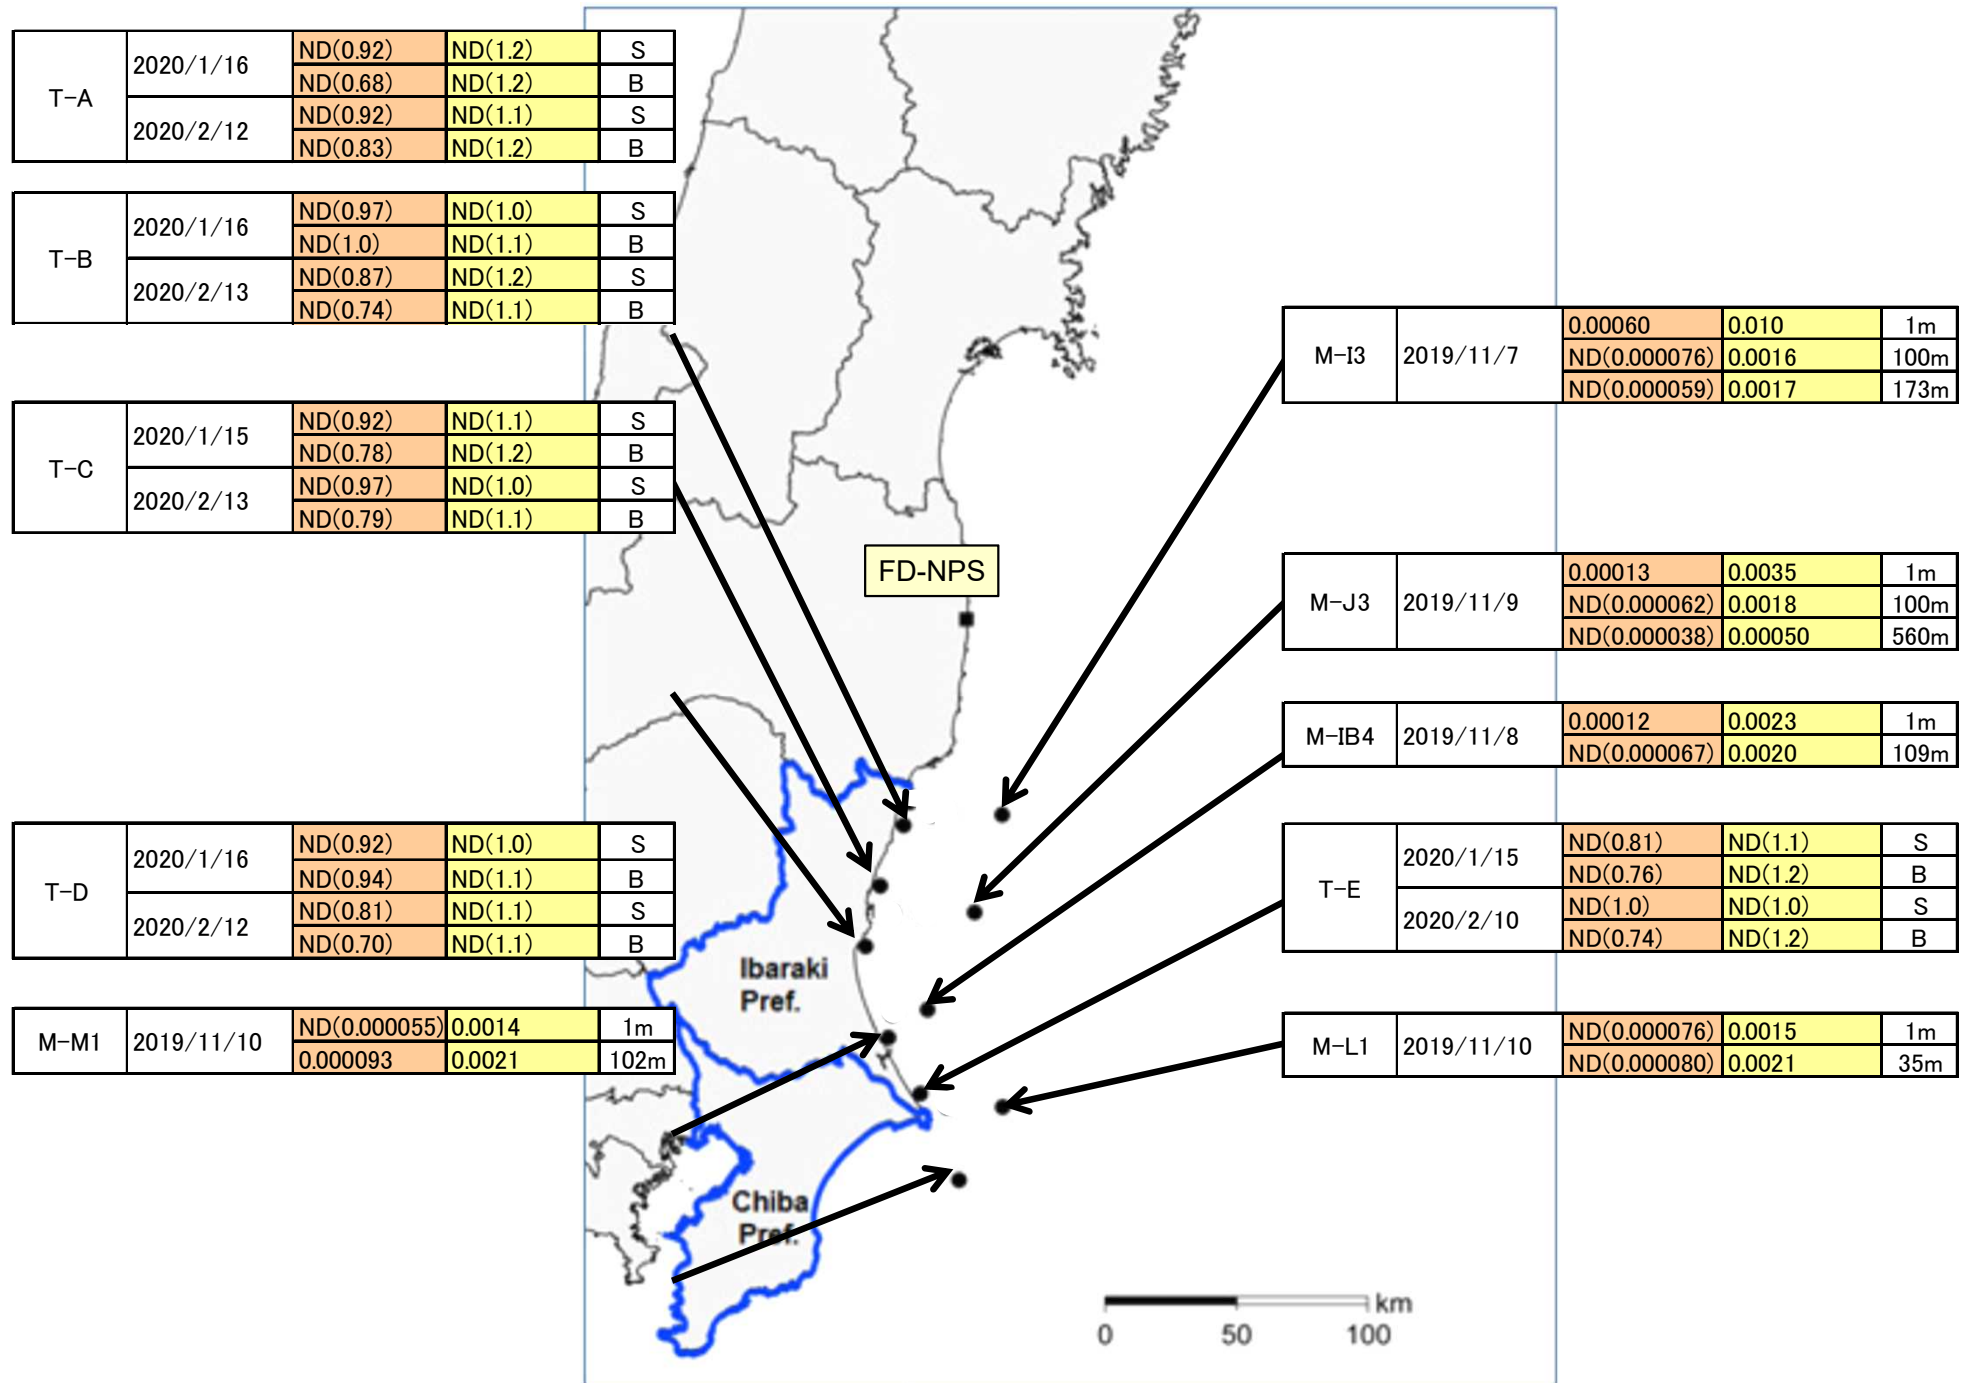 T-A 2020/1/16 ND(0.92) ND(1.2) S
ND(0.68) ND(1.2) B
2020/2/12 ND(0.92) ND(1.1) S
ND(0.83) ND(1.2) B
T-B 2020/1/16 ND(0.97) ND(1.0) S
ND(1.0) ND(1.1) B
2020/2/13 ND(0.87) ND(1.2) S
ND(0.74) ND(1.1) B
T-C 2020/1/15 ND(0.92) ND(1.1) S
ND(0.78) ND(1.2) B
2020/2/13 ND(0.97) ND(1.0) S
ND(0.79) ND(1.1) B
T-D 2020/1/16 ND(0.92) ND(1.0) S
ND(0.94) ND(1.1) B
2020/2/12 ND(0.81) ND(1.1) S
ND(0.70) ND(1.1) B
M-M1 2019/11/10 ND(0.000055) 0.0014 1m
0.000093 0.0021 102m
FD-NPS
Ibaraki
Pref.
Chiba
Pref.
M-I3 2019/11/7 0.00060 0.010 1m
ND(0.000076) 0.0016 100m
ND(0.000059) 0.0017 173m
M-J3 2019/11/9 0.00013 0.0035 1m
ND(0.000062) 0.0018 100m
ND(0.000038) 0.00050 560m
M-IB4 2019/11/8 0.00012 0.0023 1m
ND(0.000067) 0.0020 109m
T-E 2020/1/15 ND(0.81) ND(1.1) S
ND(0.76) ND(1.2) B
2020/2/10 ND(1.0) ND(1.0) S
ND(0.74) ND(1.2) B
M-L1 2019/11/10 ND(0.000076) 0.0015 1m
ND(0.000080) 0.0021 35m
km
0 50 100